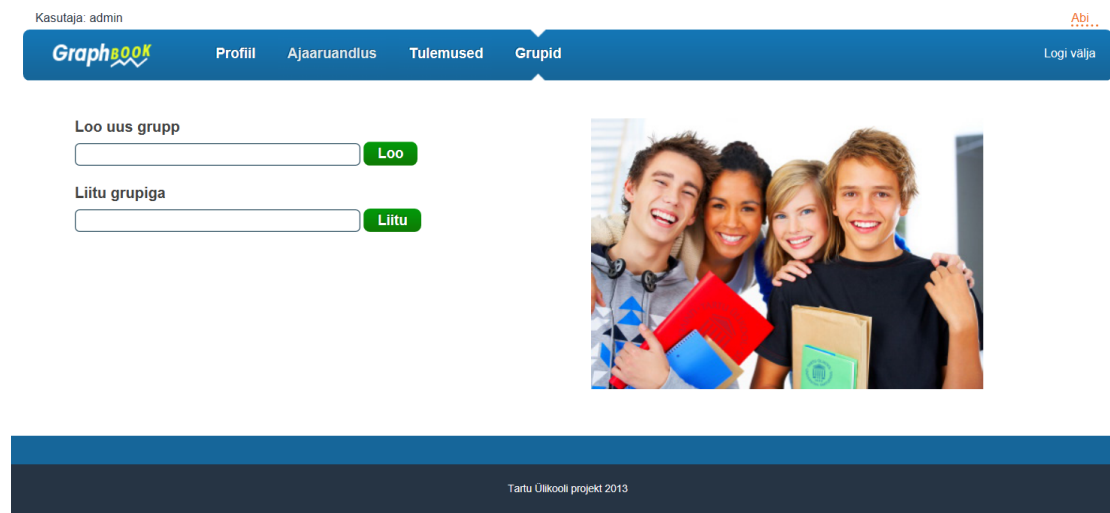 Kasutaja: admin
Abi
GraphBOOK
Profiil
Ajaaruandlus
Tulemused
Grupid
Logi välja
Loo uus grupp
Loo
Liitu grupiga
Liitu
Tartu Ülikooli projekt 2013